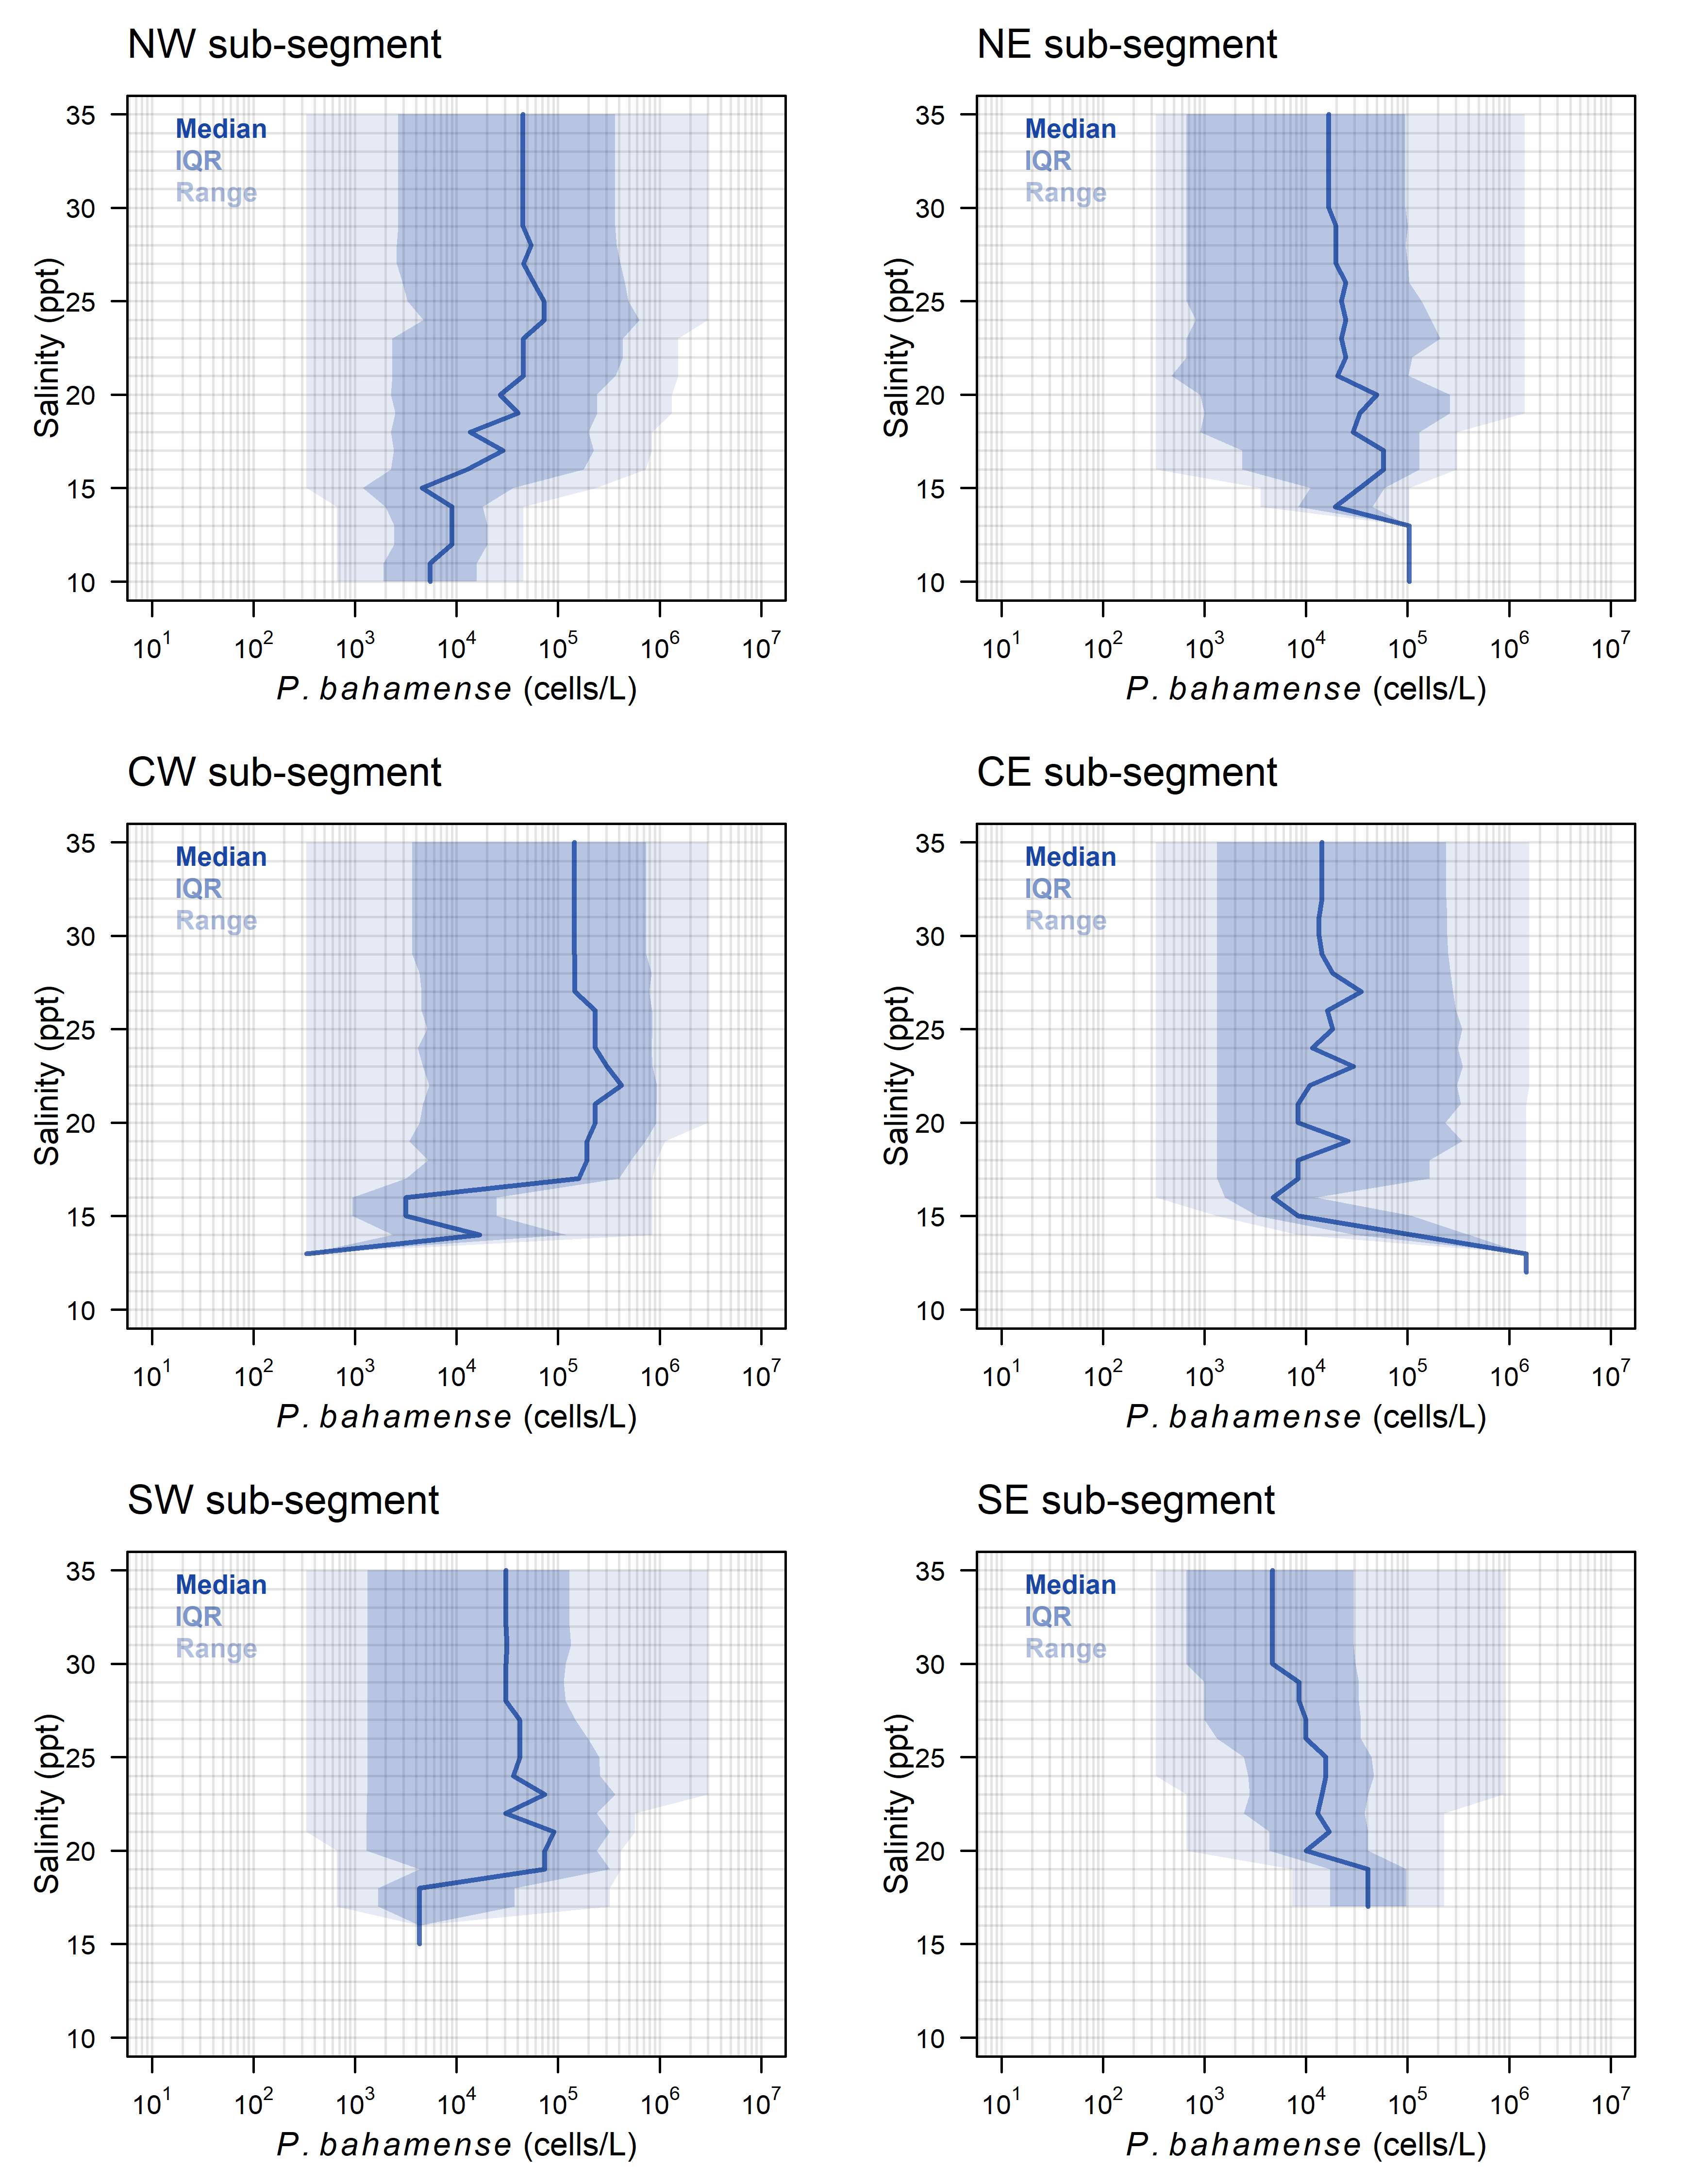 NW sub-segment
Median
IQR
Range
Salinity (ppt)
35
30
25
20
15
10
10¹ 10² 10³ 10⁴ 10⁵ 10⁶ 10⁷
P. bahamense (cells/L)
NE sub-segment
Median
IQR
Range
Salinity (ppt)
35
30
25
20
15
10
10¹ 10² 10³ 10⁴ 10⁵ 10⁶ 10⁷
P. bahamense (cells/L)
CW sub-segment
Median
IQR
Range
Salinity (ppt)
35
30
25
20
15
10
10¹ 10² 10³ 10⁴ 10⁵ 10⁶ 10⁷
P. bahamense (cells/L)
CE sub-segment
Median
IQR
Range
Salinity (ppt)
35
30
25
20
15
10
10¹ 10² 10³ 10⁴ 10⁵ 10⁶ 10⁷
P. bahamense (cells/L)
SW sub-segment
Median
IQR
Range
Salinity (ppt)
35
30
25
20
15
10
10¹ 10² 10³ 10⁴ 10⁵ 10⁶ 10⁷
P. bahamense (cells/L)
SE sub-segment
Median
IQR
Range
Salinity (ppt)
35
30
25
20
15
10
10¹ 10² 10³ 10⁴ 10⁵ 10⁶ 10⁷
P. bahamense (cells/L)